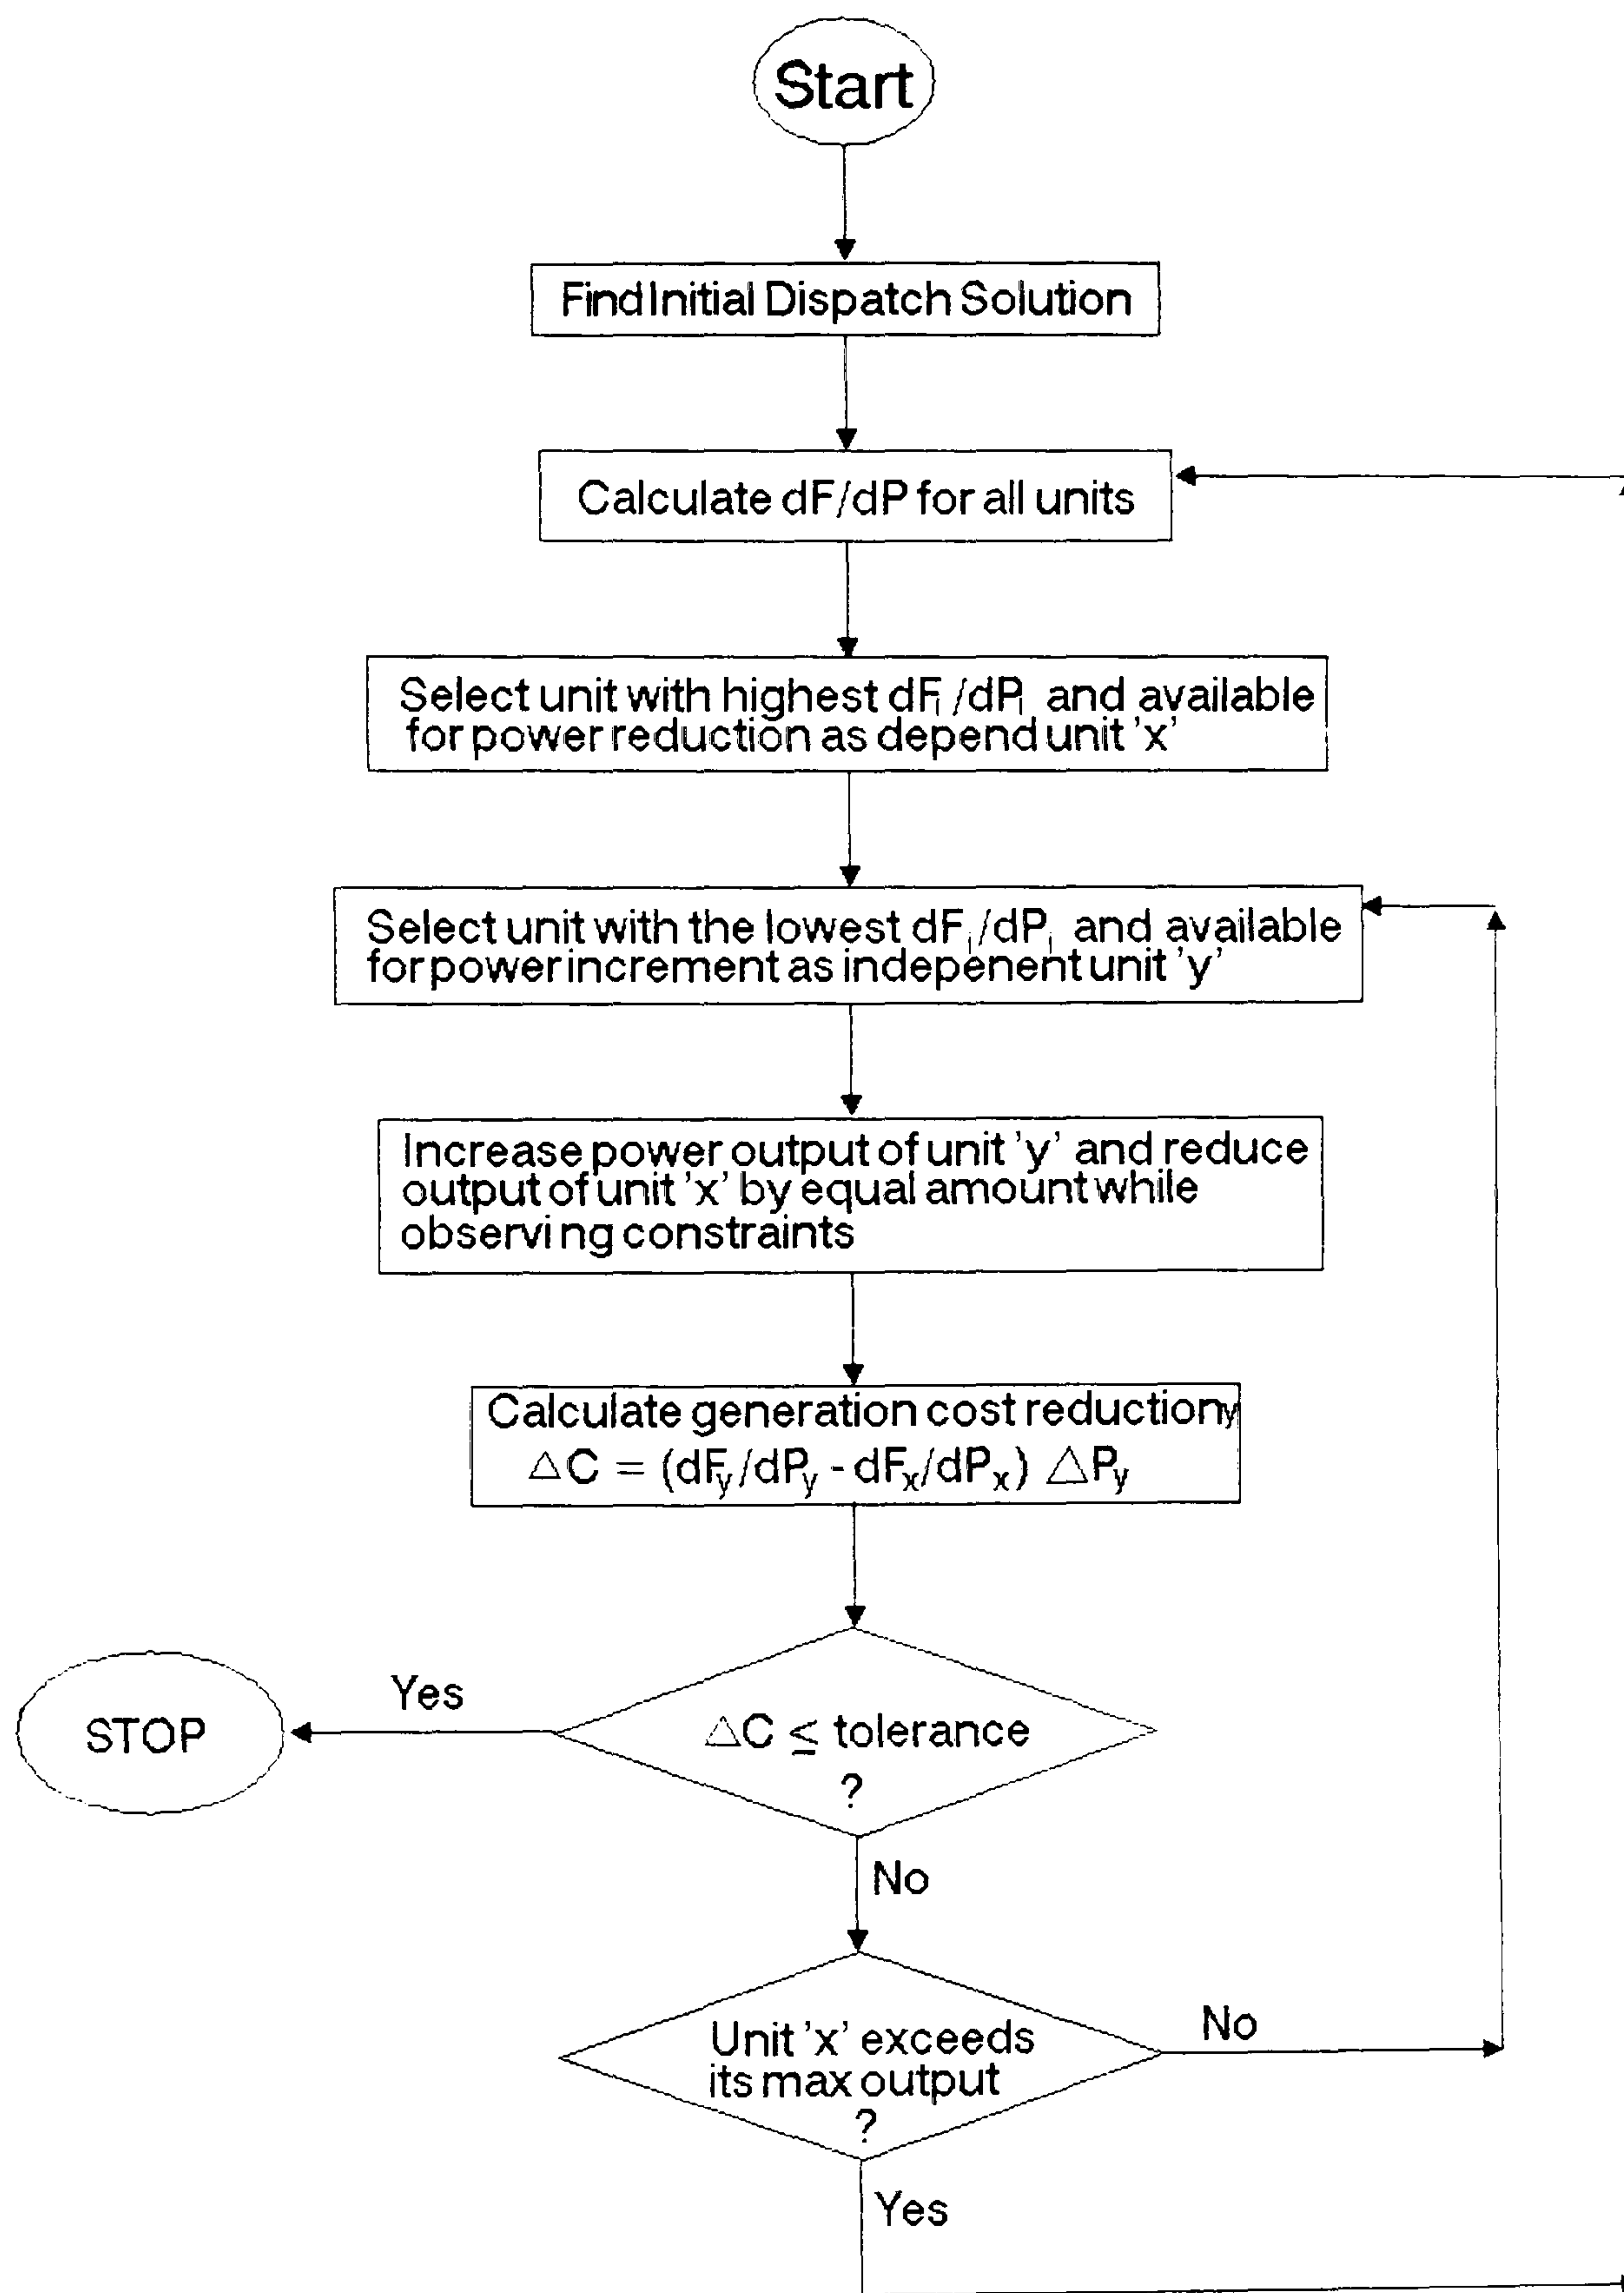 Start
Find Initial Dispatch Solution
Calculate dF/dP for all units
Select unit with highest dFi /dPi and available
for power reduction as depend unit 'x'
Select unit with the lowest dFi/dPi and available
for power increment as indepenent unit 'y'
Increase power output of unit 'y' and reduce
output of unit 'x' by equal amount while
observing constraints
Calculate generation cost reduction y
△C = (dFy/dPy - dFx/dPx) △Py
Yes
STOP
△C ≤ tolerance
?
No
Unit 'x' exceeds
its max output
?
No
Yes